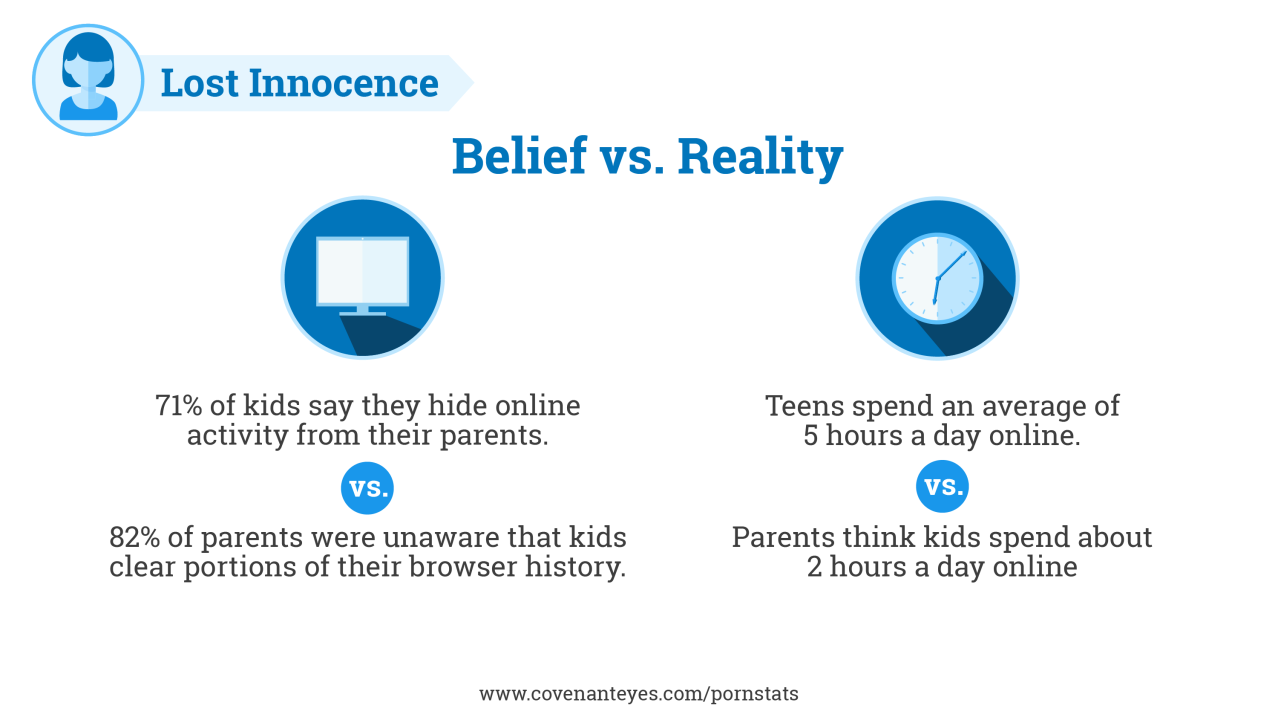 Lost Innocence
Belief vs. Reality
71% of kids say they hide online
activity from their parents.
vs.
82% of parents were unaware that kids
clear portions of their browser history.
Teens spend an average of
5 hours a day online.
vs.
Parents think kids spend about
2 hours a day online
www.covenanteyes.com/pornstats